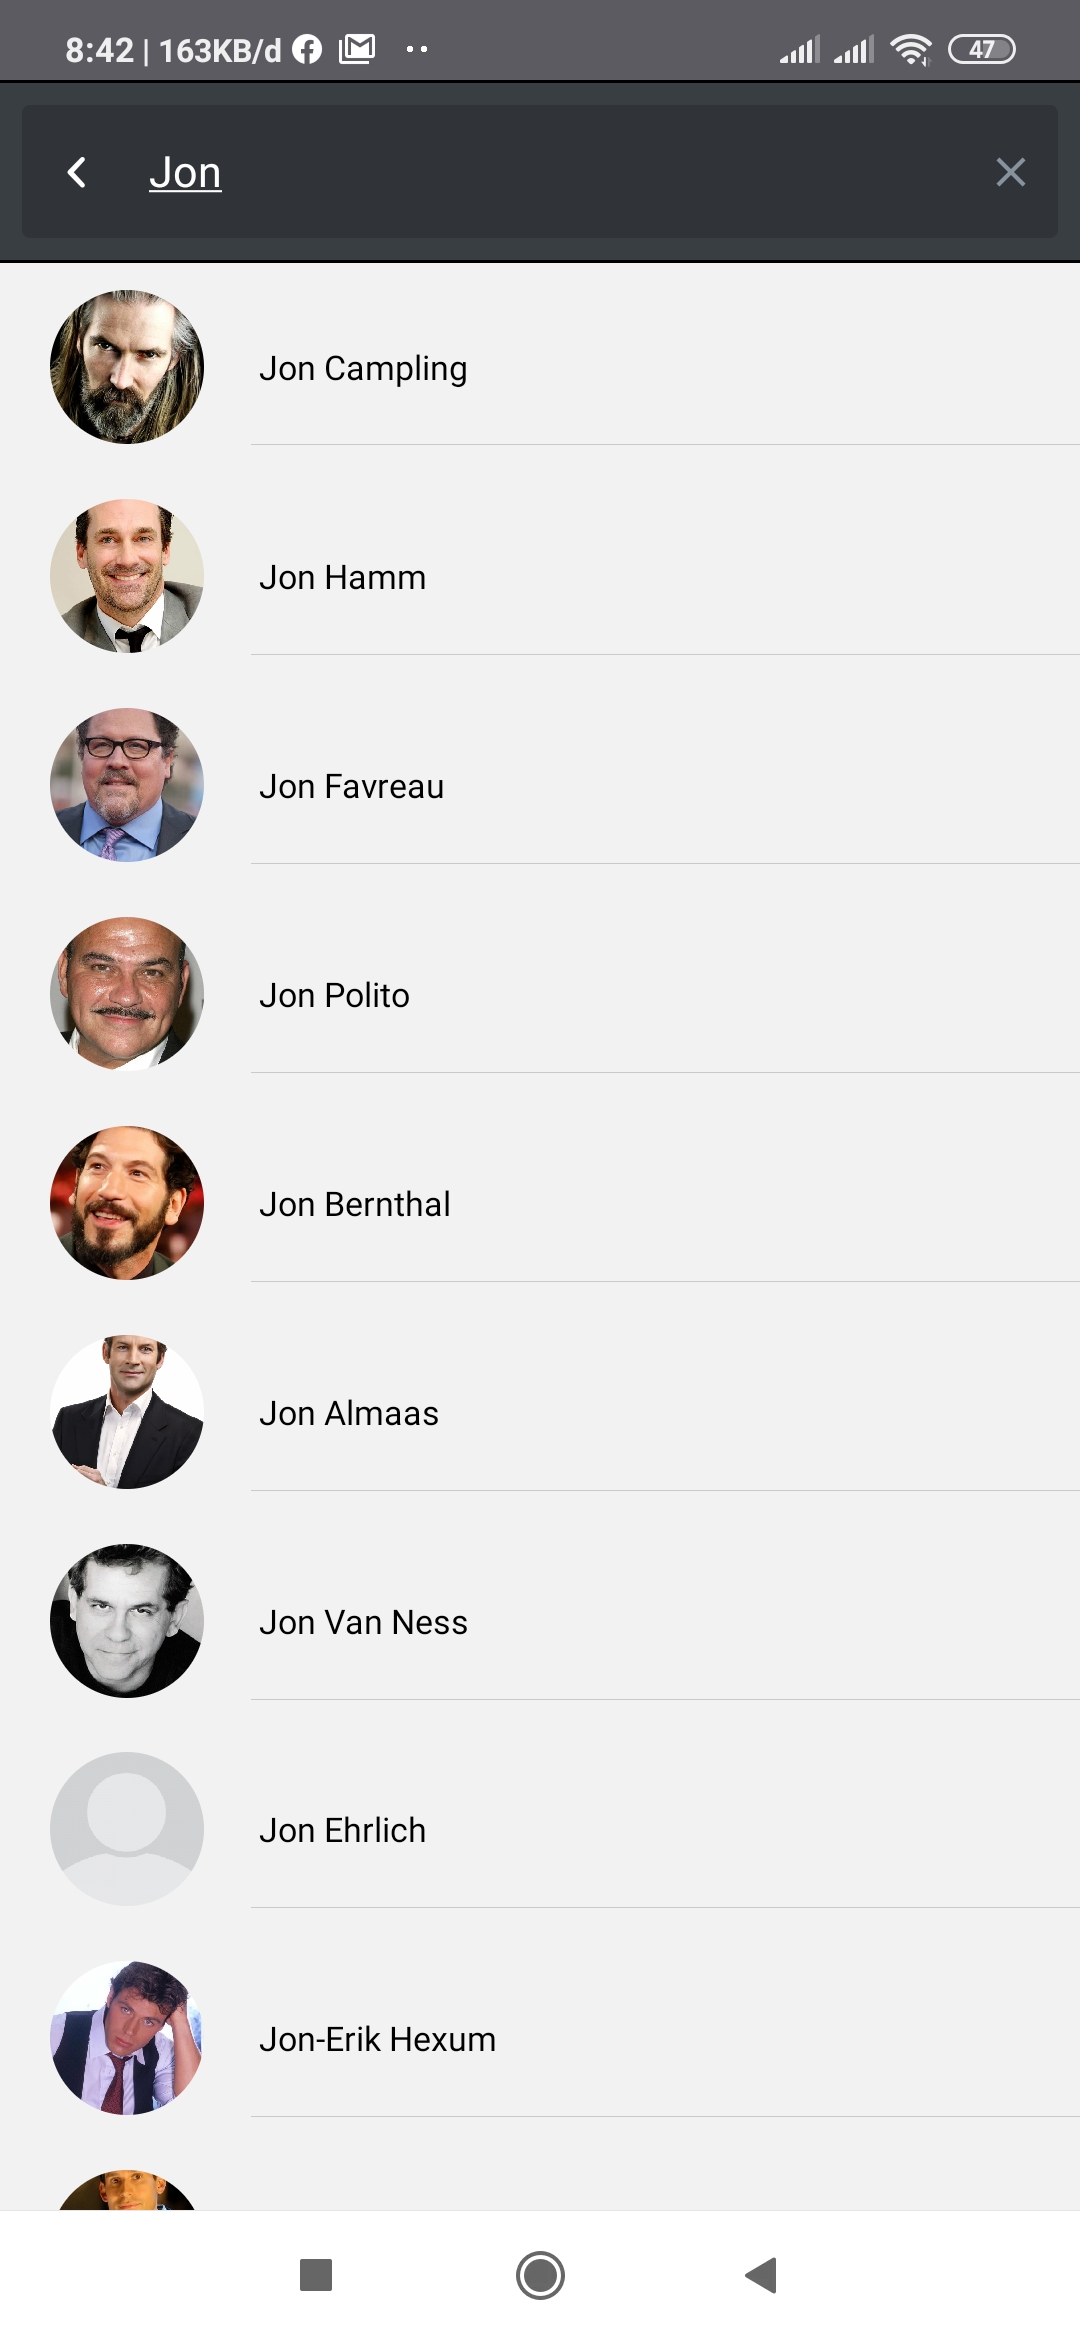 8:42 | 163KB/d
47
Jon
Jon Campling
Jon Hamm
Jon Favreau
Jon Polito
Jon Bernthal
Jon Almaas
Jon Van Ness
Jon Ehrlich
Jon-Erik Hexum